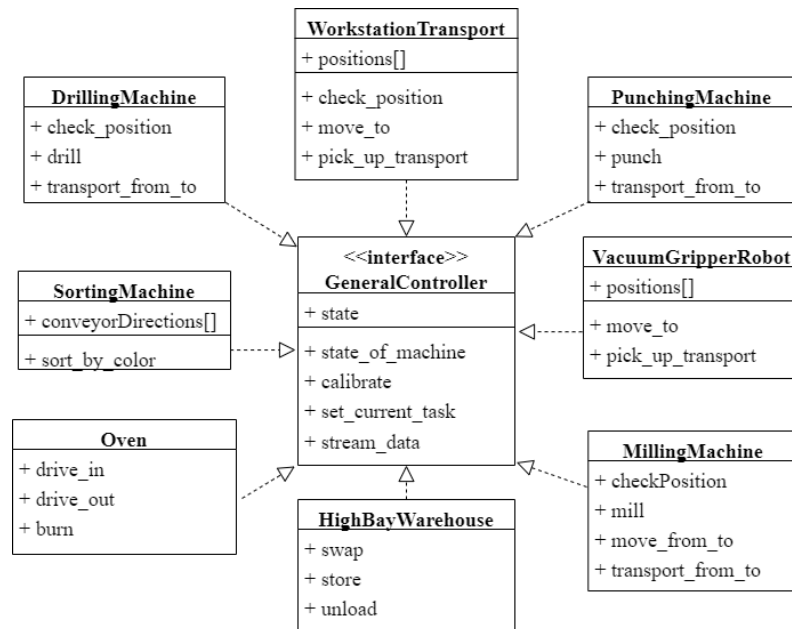 WorkstationTransport
+ positions[]
+ check_position
+ move_to
+ pick_up_transport
DrillingMachine
+ check_position
+ drill
+ transport_from_to
PunchingMachine
+ check_position
+ punch
+ transport_from_to
<<interface>>
GeneralController
+ state
+ state_of_machine
+ calibrate
+ set_current_task
+ stream_data
SortingMachine
+ conveyorDirections[]
+ sort_by_color
VacuumGripperRobot
+ positions[]
+ move_to
+ pick_up_transport
Oven
+ drive_in
+ drive_out
+ burn
HighBayWarehouse
+ swap
+ store
+ unload
MillingMachine
+ checkPosition
+ mill
+ move_from_to
+ transport_from_to